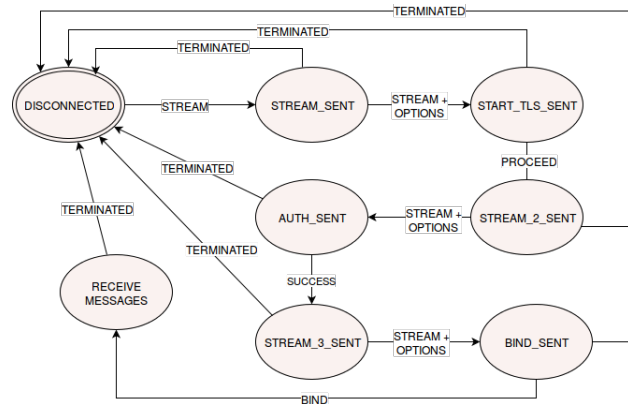 TERMINATED
TERMINATED
TERMINATED
DISCONNECTED
STREAM
STREAM_SENT
STREAM +
OPTIONS
START_TLS_SENT
PROCEED
TERMINATED
AUTH_SENT
STREAM +
OPTIONS
STREAM_2_SENT
TERMINATED
TERMINATED
SUCCESS
RECEIVE
MESSAGES
STREAM_3_SENT
STREAM +
OPTIONS
BIND_SENT
BIND